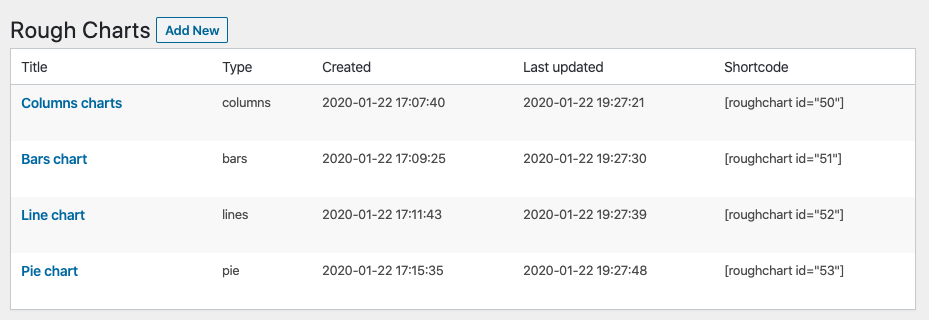 Rough Charts Add New
Title Type Created Last updated Shortcode
Columns charts columns 2020-01-22 17:07:40 2020-01-22 19:27:21 [roughchart id="50"]
Bars chart bars 2020-01-22 17:09:25 2020-01-22 19:27:30 [roughchart id="51"]
Line chart lines 2020-01-22 17:11:43 2020-01-22 19:27:39 [roughchart id="52"]
Pie chart pie 2020-01-22 17:15:35 2020-01-22 19:27:48 [roughchart id="53"]